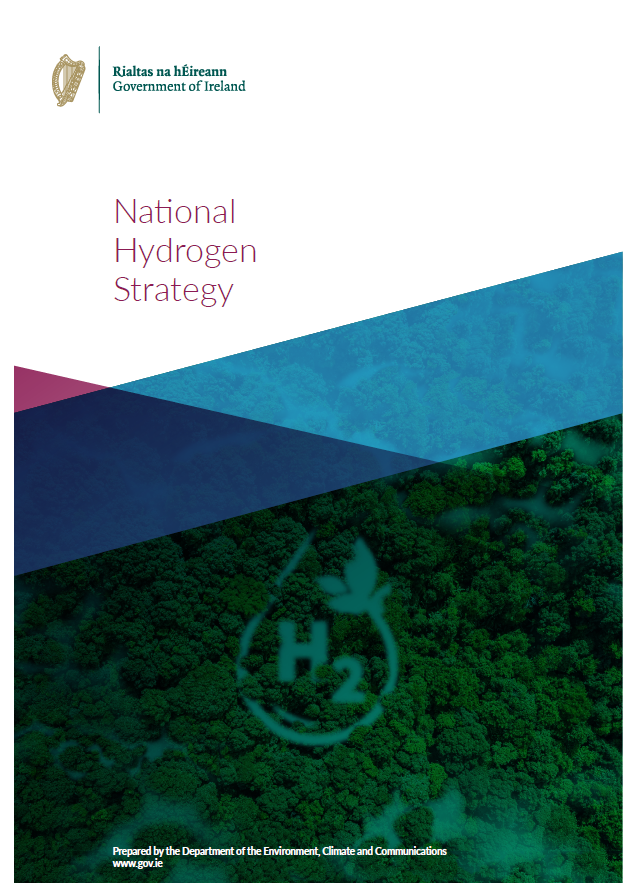 Rialtas na hÉireann
Government of Ireland
National
Hydrogen
Strategy
H2
Prepared by the Department of the Environment, Climate and Communications
www.gov.ie